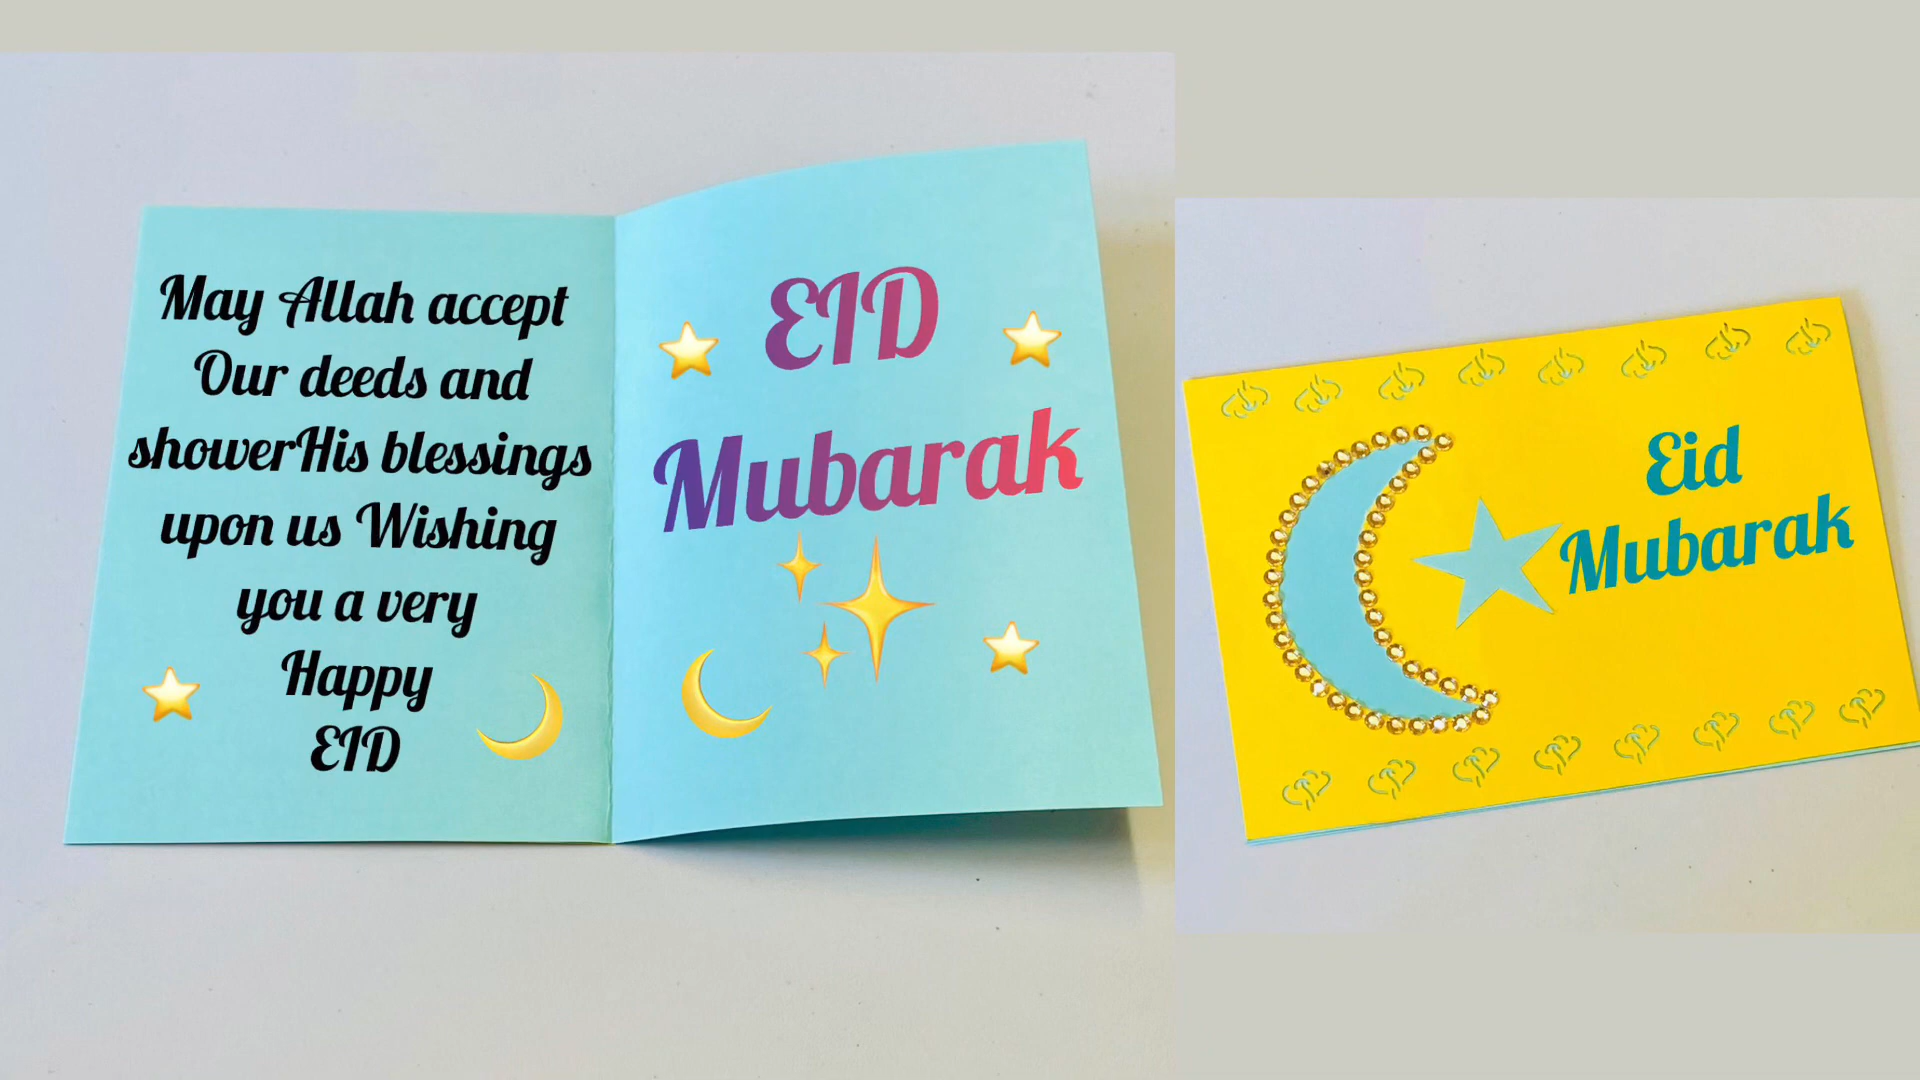 May Allah accept
Our deeds and
showerHis blessings
upon us Wishing
you a very
Happy
EID
EID
Mubarak
Eid
Mubarak